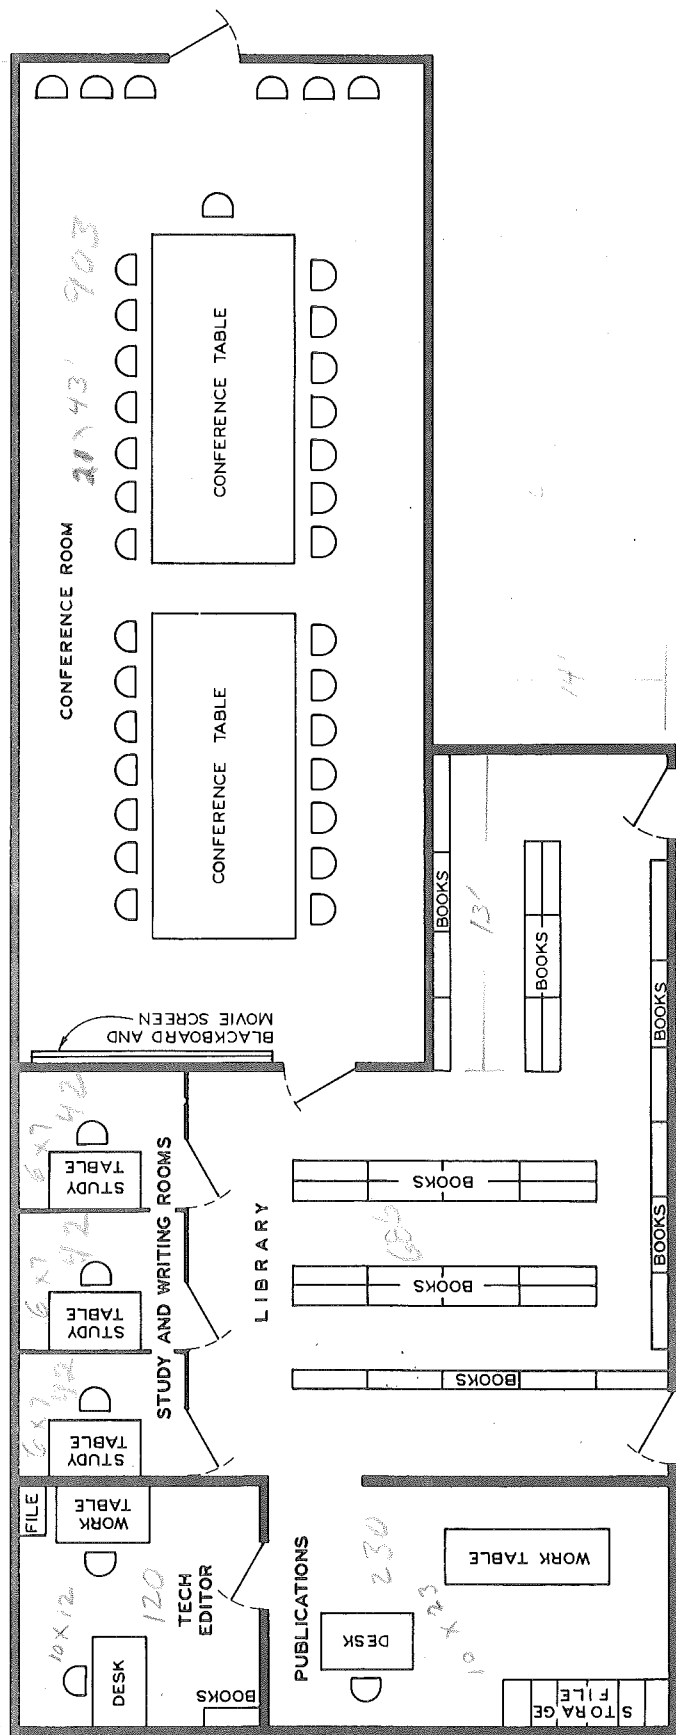 CONFERENCE ROOM
21 x 43' 903
CONFERENCE TABLE
CONFERENCE TABLE
BLACKBOARD AND
MOVIE SCREEN
6 x 7
42
STUDY
TABLE
6 x 7
42
STUDY
TABLE
6 x 7
42
STUDY
TABLE
STUDY AND WRITING ROOMS
LIBRARY
686
BOOKS
BOOKS
BOOKS
BOOKS
BOOKS
BOOKS
BOOKS
13'
14'
FILE
WORK
TABLE
10 x 12
120
TECH
EDITOR
DESK
BOOKS
PUBLICATIONS
230
10 x 23
DESK
WORK TABLE
STORAGE
FILE